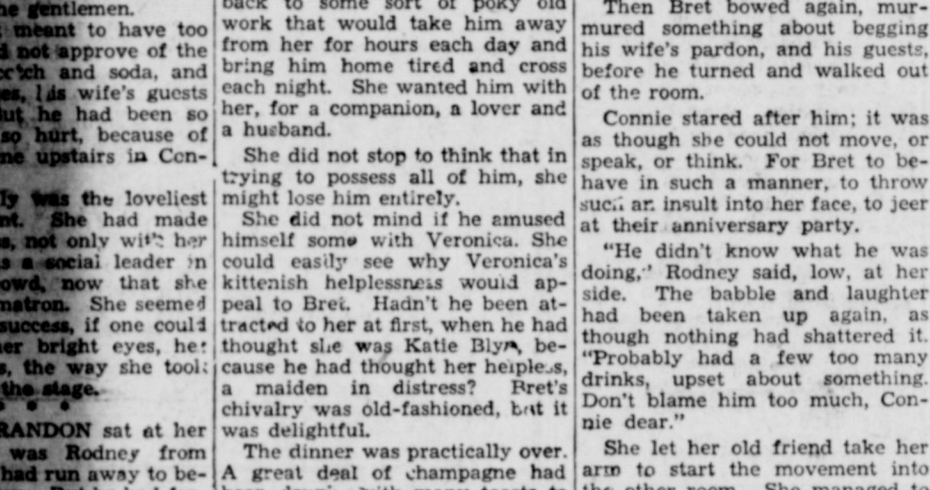 he gentlemen.
meant to have too
d not approve of the
and soda, and
his wife's guests
but he had been so
so hurt, because of
me upstairs in Con-
ly was the loveliest
nt. She had made
s, not only with her
s a social leader in
owd, now that she
matron. She seemed
success, if one could
er bright eyes, her
s, the way she took
the stage.
* * *
RANDON sat at her
was Rodney from
had run away to be-
back to some sort of poky old
work that would take him away
from her for hours each day and
bring him home tired and cross
each night. She wanted him with
her, for a companion, a lover and
a husband.
She did not stop to think that in
trying to possess all of him, she
might lose him entirely.
She did not mind if he amused
himself some with Veronica. She
could easily see why Veronica's
kittenish helplessness would ap-
peal to Bret. Hadn't he been at-
tracted to her at first, when he had
thought she was Katie Blyn, be-
cause he had thought her helpless,
a maiden in distress? Bret's
chivalry was old-fashioned, but it
was delightful.
The dinner was practically over.
A great deal of champagne had
Then Bret bowed again, mur-
mured something about begging
his wife's pardon, and his guests,
before he turned and walked out
of the room.
Connie stared after him; it was
as though she could not move, or
speak, or think. For Bret to be-
have in such a manner, to throw
such an insult into her face, to jeer
at their anniversary party.
"He didn't know what he was
doing," Rodney said, low, at her
side. The babble and laughter
had been taken up again, as
though nothing had shattered it.
"Probably had a few too many
drinks, upset about something.
Don't blame him too much, Con-
nie dear."
She let her old friend take her
arm to start the movement into
the other room. She managed to